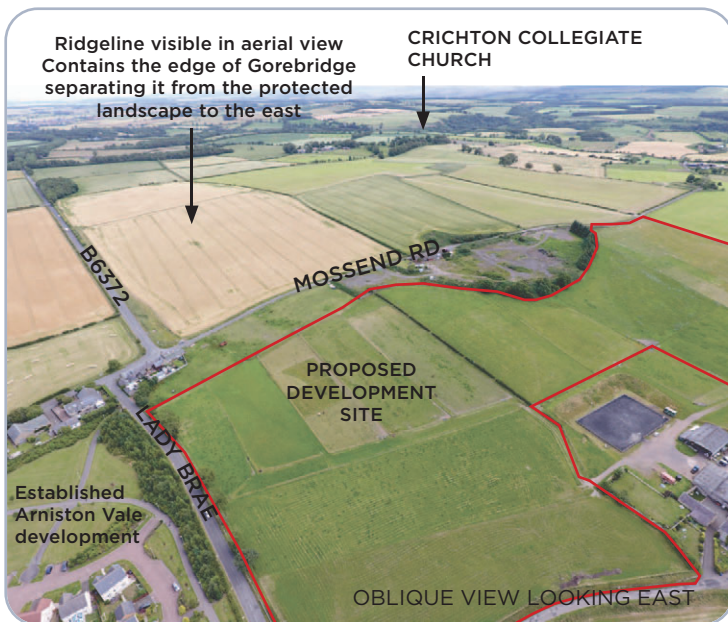 Ridgeline visible in aerial view
Contains the edge of Gorebridge
separating it from the protected
landscape to the east
CRICHTON COLLEGIATE
CHURCH
B6372
MOSSEND RD.
PROPOSED
DEVELOPMENT
SITE
LADY BRAE
Established
Arniston Vale
development
OBLIQUE VIEW LOOKING EAST